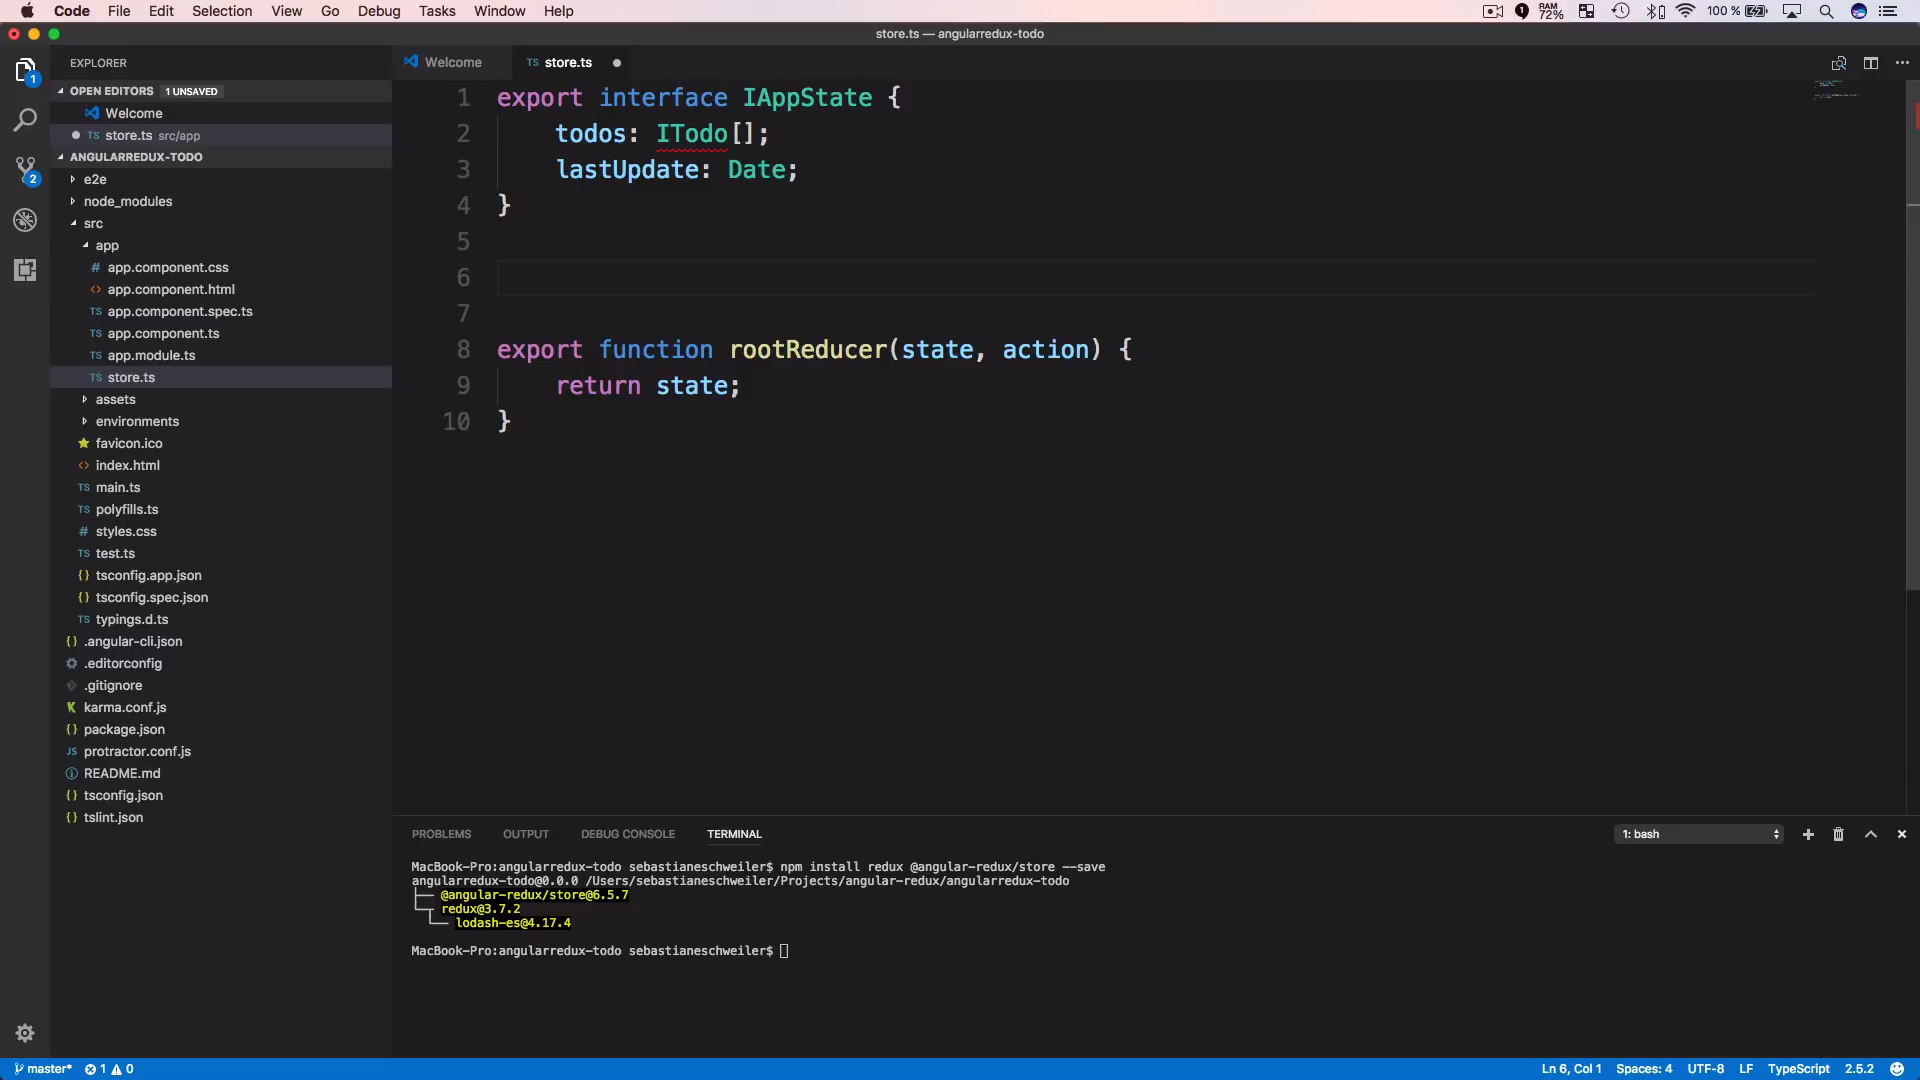 Code File Edit Selection View Go Debug Tasks Window Help
RAM 72% 100 %
store.ts — angularredux-todo
EXPLORER
OPEN EDITORS 1 UNSAVED
Welcome
store.ts src/app
ANGULARREDUX-TODO
e2e
node_modules
src
app
app.component.css
app.component.html
app.component.spec.ts
app.component.ts
app.module.ts
store.ts
assets
environments
favicon.ico
index.html
main.ts
polyfills.ts
styles.css
test.ts
tsconfig.app.json
tsconfig.spec.json
typings.d.ts
.angular-cli.json
.editorconfig
.gitignore
karma.conf.js
package.json
protractor.conf.js
README.md
tsconfig.json
tslint.json
Welcome TS store.ts
1 export interface IAppState {
2 todos: ITodo[];
3 lastUpdate: Date;
4 }
5
6
7
8 export function rootReducer(state, action) {
9 return state;
10 }
PROBLEMS OUTPUT DEBUG CONSOLE TERMINAL 1: bash
MacBook-Pro:angularredux-todo sebastianeschweiler$ npm install redux @angular-redux/store --save
angularredux-todo@0.0.0 /Users/sebastianeschweiler/Projects/angular-redux/angularredux-todo
├── @angular-redux/store@6.5.7
└─┬ redux@3.7.2
└── lodash-es@4.17.4
MacBook-Pro:angularredux-todo sebastianeschweiler$
master* 1 0 Ln 6, Col 1 Spaces: 4 UTF-8 LF TypeScript 2.5.2